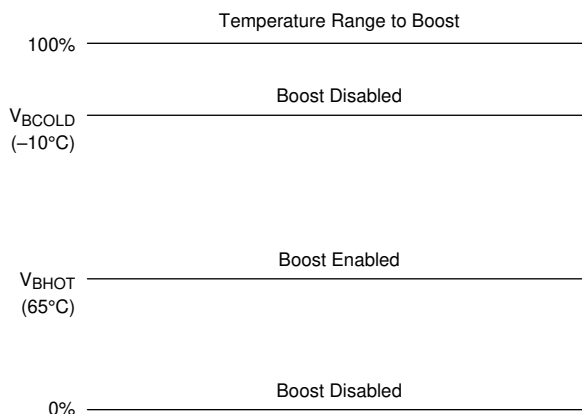 Temperature Range to Boost
100%
Boost Disabled
VBCOLD
(–10°C)
Boost Enabled
VBHOT
(65°C)
Boost Disabled
0%